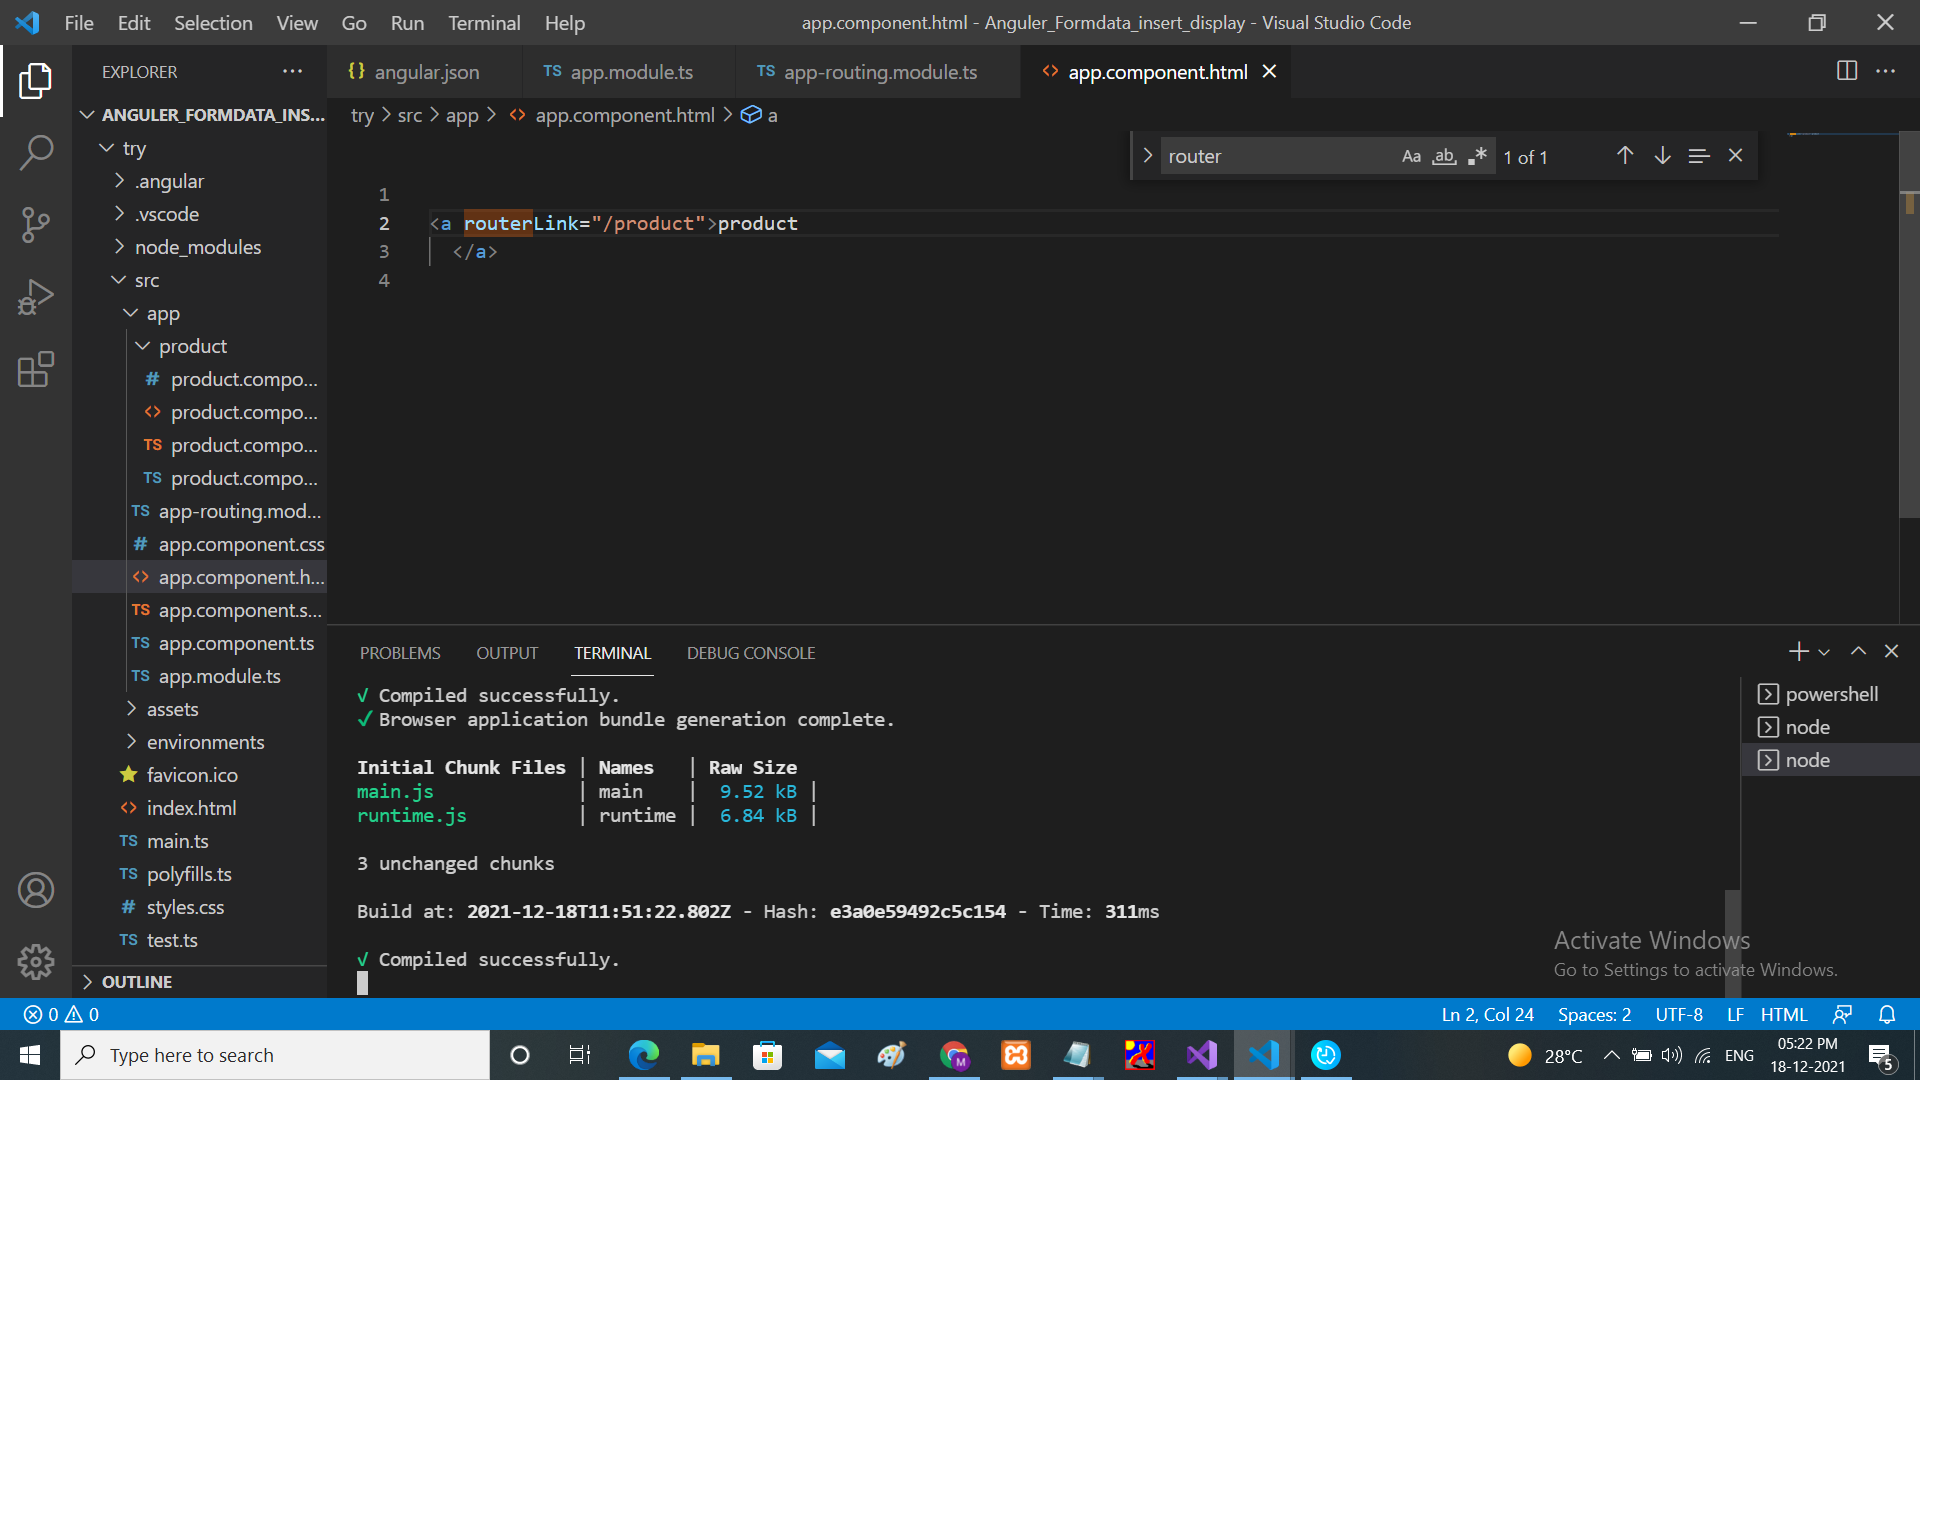 File Edit Selection View Go Run Terminal Help app.component.html - Anguler_Formdata_insert_display - Visual Studio Code
EXPLORER
{} angular.json TS app.module.ts TS app-routing.module.ts <> app.component.html
ANGULER_FORMDATA_INS...
try > src > app > <> app.component.html > a
try
.angular
.vscode
node_modules
src
app
product
# product.compo...
<> product.compo...
TS product.compo...
TS product.compo...
TS app-routing.mod...
# app.component.css
<> app.component.h...
TS app.component.s...
TS app.component.ts
TS app.module.ts
assets
environments
favicon.ico
<> index.html
TS main.ts
TS polyfills.ts
# styles.css
TS test.ts
OUTLINE
router Aa ab .* 1 of 1
1
2 <a routerLink="/product">product
3 </a>
4
PROBLEMS OUTPUT TERMINAL DEBUG CONSOLE
√ Compiled successfully.
✔ Browser application bundle generation complete.
Initial Chunk Files | Names | Raw Size
main.js | main | 9.52 kB |
runtime.js | runtime | 6.84 kB |
3 unchanged chunks
Build at: 2021-12-18T11:51:22.802Z - Hash: e3a0e59492c5c154 - Time: 311ms
√ Compiled successfully.
powershell
node
node
Activate Windows
Go to Settings to activate Windows.
0 0 Ln 2, Col 24 Spaces: 2 UTF-8 LF HTML
Type here to search
M
28°C ENG
05:22 PM
18-12-2021
5